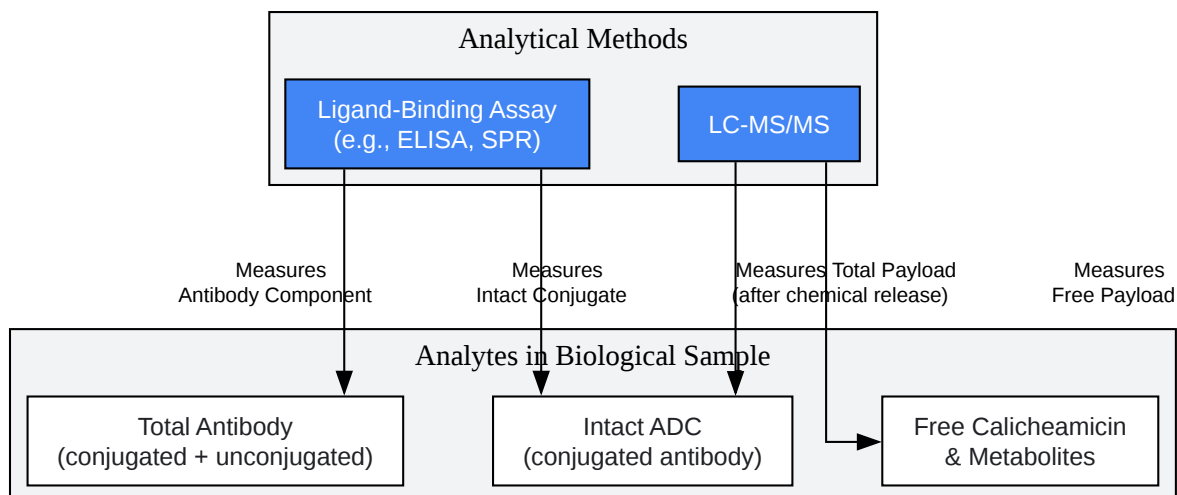 Analytical Methods
Ligand-Binding Assay
(e.g., ELISA, SPR)
LC-MS/MS
Measures
Antibody Component
Measures
Intact Conjugate
Measures Total Payload
(after chemical release)
Measures
Free Payload
Analytes in Biological Sample
Total Antibody
(conjugated + unconjugated)
Intact ADC
(conjugated antibody)
Free Calicheamicin
& Metabolites